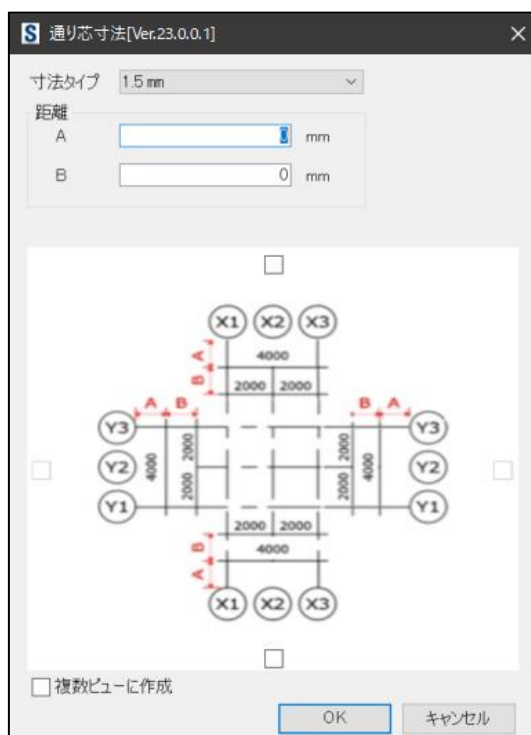 S 通り芯寸法[Ver.23.0.0.1]
寸法タイプ 1.5 mm
距離
A 0 mm
B 0 mm
X1 X2 X3
A 4000
B 2000 2000
A B B A
Y3 2000 2000 Y3
Y2 4000 4000 Y2
Y1 2000 2000 Y1
B 2000 2000
A 4000
X1 X2 X3
複数ビューに作成
OK キャンセル